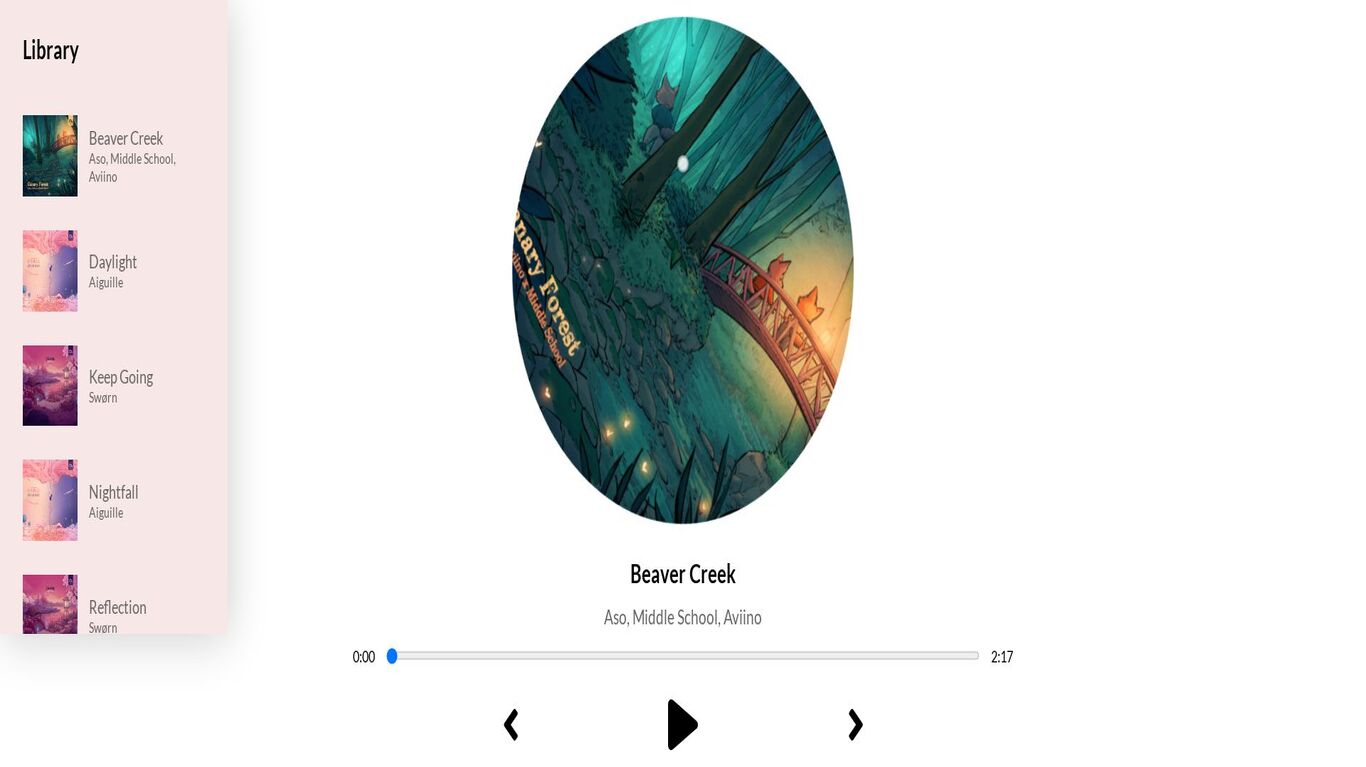 Library
Beaver Creek
Aso, Middle School,
Aviino
Daylight
Aiguille
Keep Going
Swørn
Nightfall
Aiguille
Reflection
Swørn
nary Forest
Middle School
Beaver Creek
Aso, Middle School, Aviino
0:00
2:17